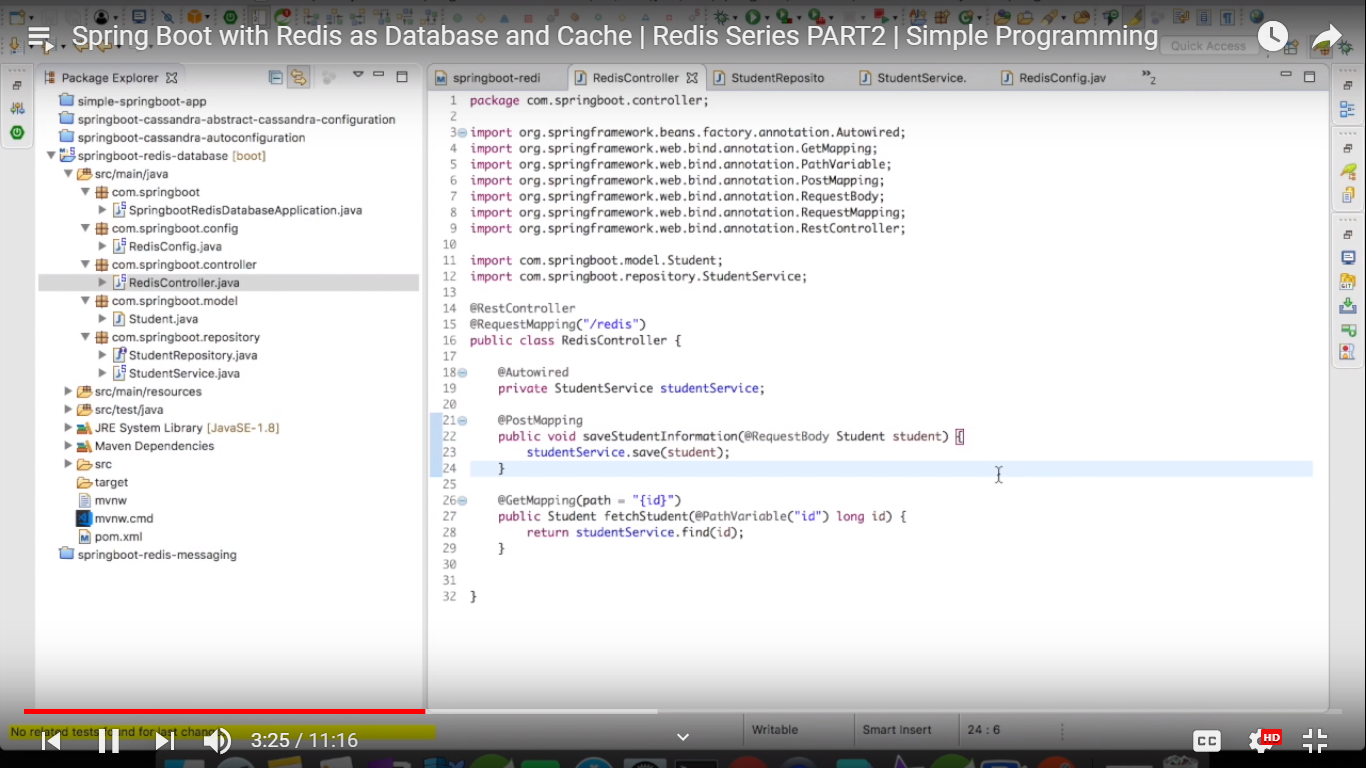 Spring Boot with Redis as Database and Cache | Redis Series PART2 | Simple Programming
Quick Access
Package Explorer
springboot-redi
RedisController
StudentReposito
StudentService.
RedisConfig.jav
»2
simple-springboot-app
springboot-cassandra-abstract-cassandra-configuration
springboot-cassandra-autoconfiguration
springboot-redis-database [boot]
src/main/java
com.springboot
SpringbootRedisDatabaseApplication.java
com.springboot.config
RedisConfig.java
com.springboot.controller
RedisController.java
com.springboot.model
Student.java
com.springboot.repository
StudentRepository.java
StudentService.java
src/main/resources
src/test/java
JRE System Library [JavaSE-1.8]
Maven Dependencies
src
target
mvnw
mvnw.cmd
pom.xml
springboot-redis-messaging
1 package com.springboot.controller;
2
3 import org.springframework.beans.factory.annotation.Autowired;
4 import org.springframework.web.bind.annotation.GetMapping;
5 import org.springframework.web.bind.annotation.PathVariable;
6 import org.springframework.web.bind.annotation.PostMapping;
7 import org.springframework.web.bind.annotation.RequestBody;
8 import org.springframework.web.bind.annotation.RequestMapping;
9 import org.springframework.web.bind.annotation.RestController;
10
11 import com.springboot.model.Student;
12 import com.springboot.repository.StudentService;
13
14 @RestController
15 @RequestMapping("/redis")
16 public class RedisController {
17
18 @Autowired
19 private StudentService studentService;
20
21 @PostMapping
22 public void saveStudentInformation(@RequestBody Student student) {
23 studentService.save(student);
24 }
25
26 @GetMapping(path = "{id}")
27 public Student fetchStudent(@PathVariable("id") long id) {
28 return studentService.find(id);
29 }
30
31
32 }
No related tests found for last change
Writable
Smart Insert
24 : 6
3:25 / 11:16
CC
HD